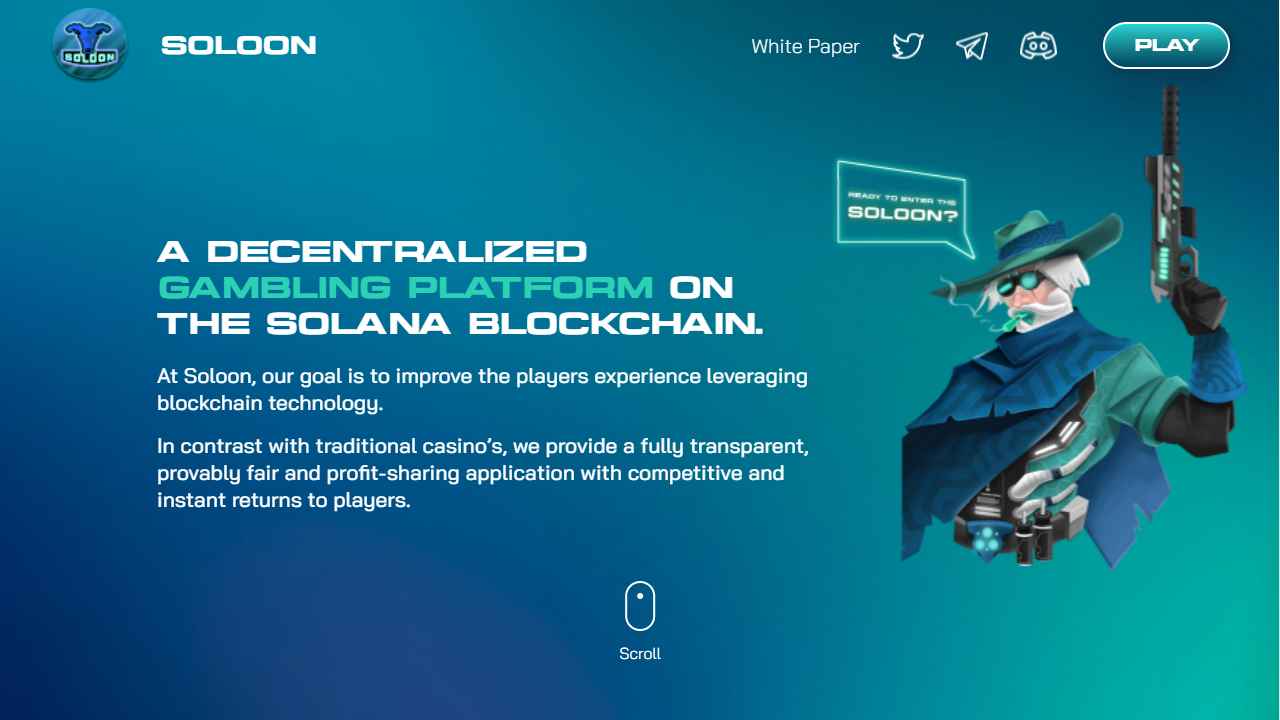 SOLOON
SOLOON
White Paper
PLAY
READY TO ENTER THE
SOLOON?
A DECENTRALIZED
GAMBLING PLATFORM ON
THE SOLANA BLOCKCHAIN.
At Soloon, our goal is to improve the players experience leveraging
blockchain technology.
In contrast with traditional casino’s, we provide a fully transparent,
provably fair and profit-sharing application with competitive and
instant returns to players.
Scroll